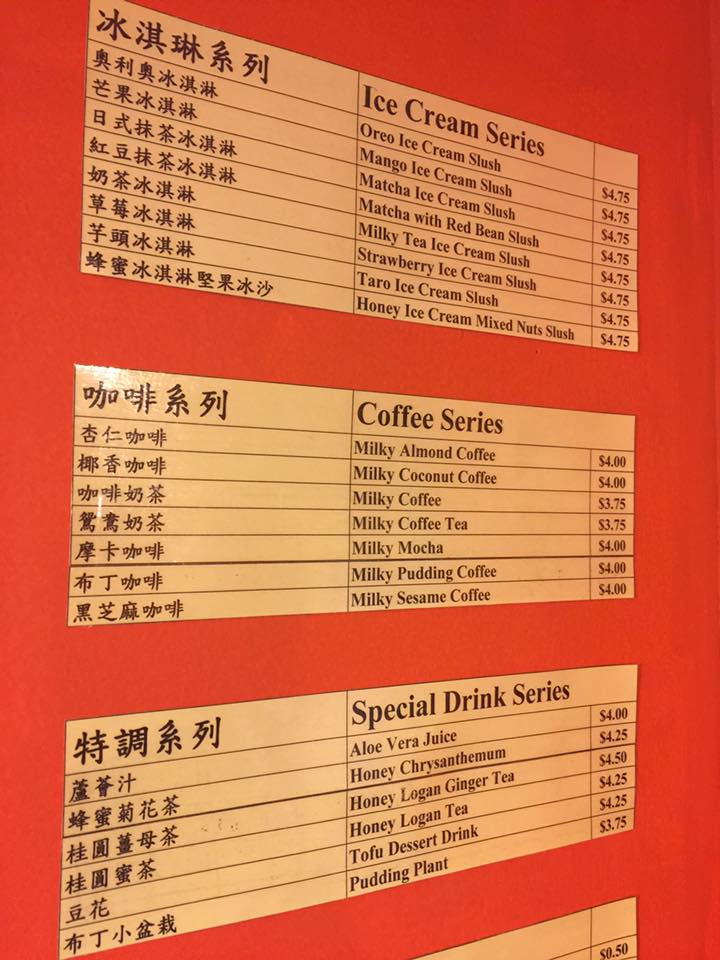 冰淇琳系列 Ice Cream Series
奧利奧冰淇淋 Oreo Ice Cream Slush $4.75
芒果冰淇淋 Mango Ice Cream Slush $4.75
日式抹茶冰淇淋 Matcha Ice Cream Slush $4.75
紅豆抹茶冰淇淋 Matcha with Red Bean Slush $4.75
奶茶冰淇淋 Milky Tea Ice Cream Slush $4.75
草莓冰淇淋 Strawberry Ice Cream Slush $4.75
芋頭冰淇淋 Taro Ice Cream Slush $4.75
蜂蜜冰淇淋堅果冰沙 Honey Ice Cream Mixed Nuts Slush $4.75
咖啡系列 Coffee Series
杏仁咖啡 Milky Almond Coffee $4.00
椰香咖啡 Milky Coconut Coffee $4.00
咖啡奶茶 Milky Coffee $3.75
鴛鴦奶茶 Milky Coffee Tea $3.75
摩卡咖啡 Milky Mocha $4.00
布丁咖啡 Milky Pudding Coffee $4.00
黑芝麻咖啡 Milky Sesame Coffee $4.00
特調系列 Special Drink Series
蘆薈汁 Aloe Vera Juice $4.00
蜂蜜菊花茶 Honey Chrysanthemum $4.25
桂圓薑母茶 Honey Logan Ginger Tea $4.50
桂圓蜜茶 Honey Logan Tea $4.25
豆花 Tofu Dessert Drink $4.25
布丁小盆栽 Pudding Plant $3.75
$0.50